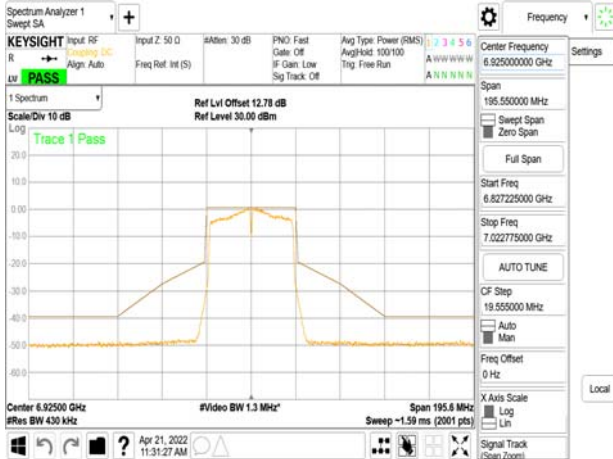 Spectrum Analyzer 1
Swept SA
Frequency
KEYSIGHT
R
LV PASS
Input: RF
Coupling: DC
Align: Auto
Input Z: 50 Ω
Freq Ref: Int (S)
#Atten: 30 dB
PNO: Fast
Gate: Off
IF Gain: Low
Sig Track: Off
Avg Type: Power (RMS)
Avg|Hold: 100/100
Trig: Free Run
1 2 3 4 5 6
A W W W W W
A N N N N N
1 Spectrum
Scale/Div 10 dB
Ref Lvl Offset 12.78 dB
Ref Level 30.00 dBm
Log
Trace 1 Pass
20.0
10.0
0.00
-10.0
-20.0
-30.0
-40.0
-50.0
-60.0
Center 6.92500 GHz
#Res BW 430 kHz
#Video BW 1.3 MHz*
Span 195.6 MHz
Sweep ~1.59 ms (2001 pts)
Apr 21, 2022
11:31:27 AM
Center Frequency
6.925000000 GHz
Settings
Span
195.550000 MHz
Swept Span
Zero Span
Full Span
Start Freq
6.827225000 GHz
Stop Freq
7.022775000 GHz
AUTO TUNE
CF Step
19.555000 MHz
Auto
Man
Freq Offset
0 Hz
Local
X Axis Scale
Log
Lin
Signal Track
(Span Zoom)